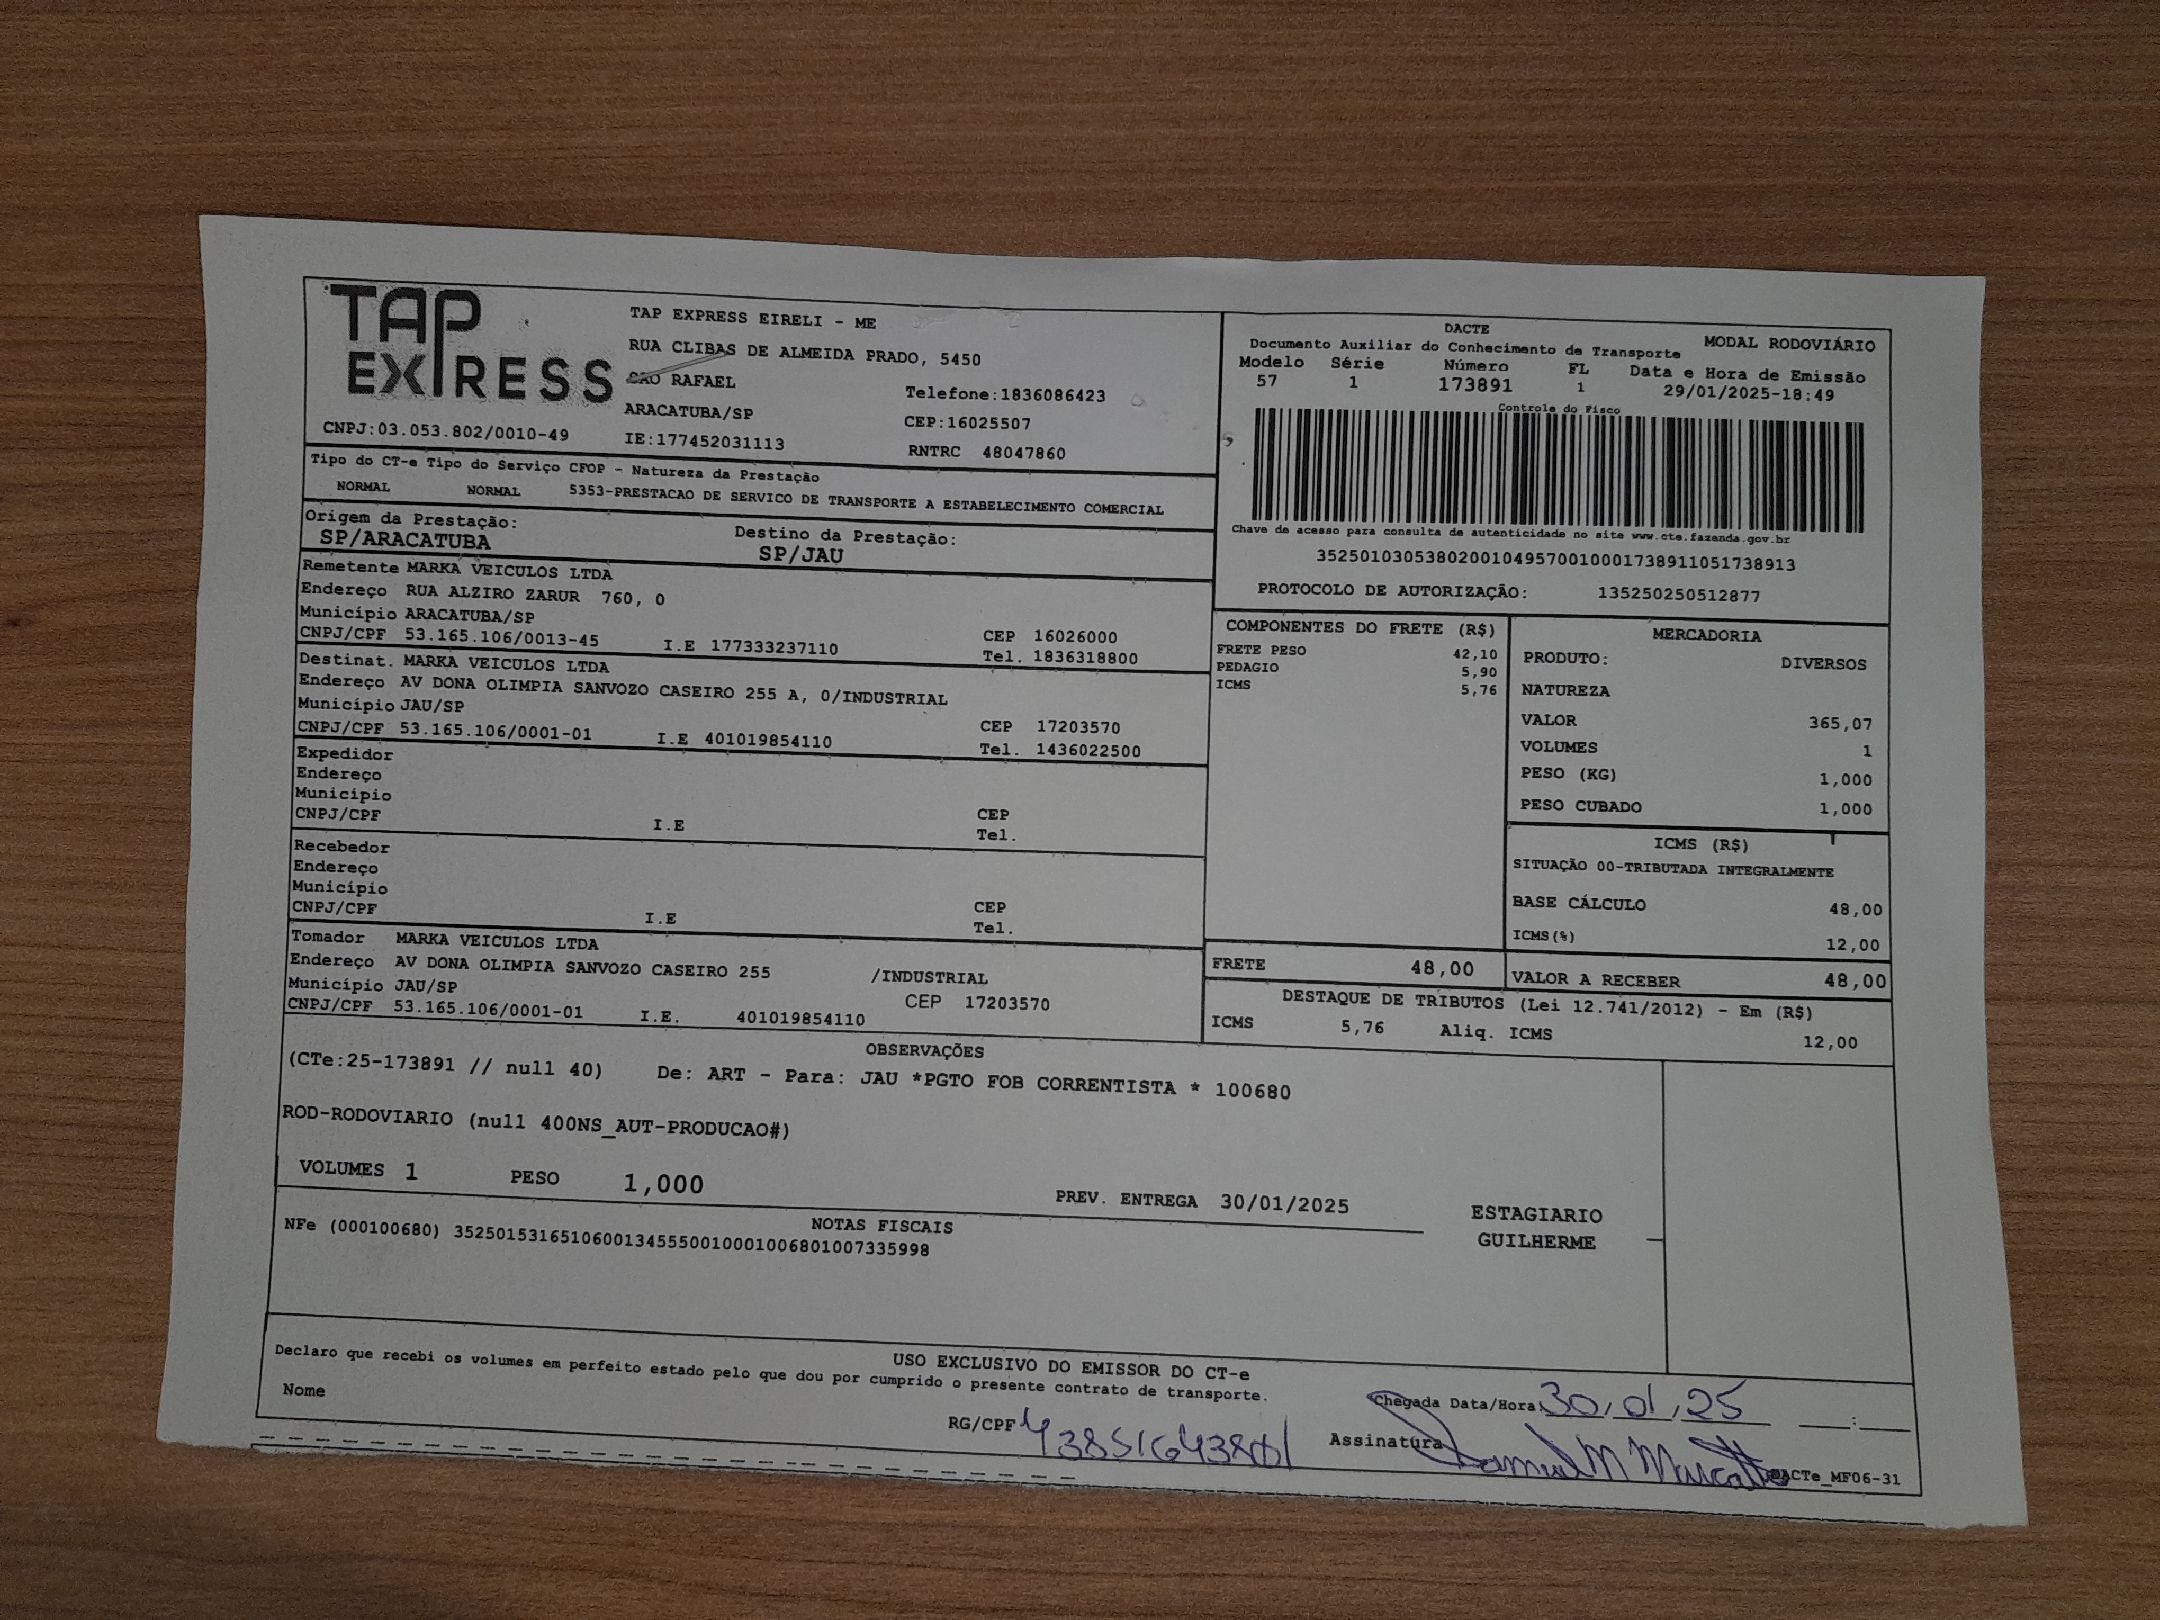 TAP
EXPRESS
TAP EXPRESS EIRELI - ME
RUA CLIBAS DE ALMEIDA PRADO, 5450
SAO RAFAEL
Telefone:1836086423
ARACATUBA/SP
CEP:16025507
CNPJ:03.053.802/0010-49
IE:177452031113
RNTRC 48047860
DACTE
Documento Auxiliar do Conhecimento de Transporte
MODAL RODOVIÁRIO
Modelo Série Número FL Data e Hora de Emissão
57 1 173891 1 29/01/2025-18:49
Controle do Fisco
Chave de acesso para consulta de autenticidade no site www.cte.fazenda.gov.br
35250103053802001049570010001738911051738913
PROTOCOLO DE AUTORIZAÇÃO: 135250250512877
Tipo do CT-e Tipo do Serviço CFOP - Natureza da Prestação
NORMAL NORMAL 5353-PRESTACAO DE SERVICO DE TRANSPORTE A ESTABELECIMENTO COMERCIAL
Origem da Prestação: Destino da Prestação:
SP/ARACATUBA SP/JAU
Remetente MARKA VEICULOS LTDA
Endereço RUA ALZIRO ZARUR 760, 0
Município ARACATUBA/SP CEP 16026000
CNPJ/CPF 53.165.106/0013-45 I.E 177333237110 Tel. 1836318800
Destinat. MARKA VEICULOS LTDA
Endereço AV DONA OLIMPIA SANVOZO CASEIRO 255 A, 0/INDUSTRIAL
Município JAU/SP CEP 17203570
CNPJ/CPF 53.165.106/0001-01 I.E 401019854110 Tel. 1436022500
Expedidor
Endereço
Município CEP
CNPJ/CPF I.E Tel.
Recebedor
Endereço
Município CEP
CNPJ/CPF I.E Tel.
Tomador MARKA VEICULOS LTDA
Endereço AV DONA OLIMPIA SANVOZO CASEIRO 255 /INDUSTRIAL
Município JAU/SP CEP 17203570
CNPJ/CPF 53.165.106/0001-01 I.E. 401019854110
COMPONENTES DO FRETE (R$)
FRETE PESO 42,10
PEDAGIO 5,90
ICMS 5,76
MERCADORIA
PRODUTO: DIVERSOS
NATUREZA
VALOR 365,07
VOLUMES 1
PESO (KG) 1,000
PESO CUBADO 1,000
ICMS (R$)
SITUAÇÃO 00-TRIBUTADA INTEGRALMENTE
BASE CÁLCULO 48,00
ICMS(%) 12,00
FRETE 48,00 VALOR A RECEBER 48,00
DESTAQUE DE TRIBUTOS (Lei 12.741/2012) - Em (R$)
ICMS 5,76 Aliq. ICMS 12,00
OBSERVAÇÕES
(CTe:25-173891 // null 40) De: ART - Para: JAU *PGTO FOB CORRENTISTA * 100680
ROD-RODOVIARIO (null 400NS_AUT-PRODUCAO#)
VOLUMES 1 PESO 1,000 PREV. ENTREGA 30/01/2025
ESTAGIARIO
GUILHERME
NOTAS FISCAIS
NFe (000100680) 35250153165106001345550010001006801007335998
USO EXCLUSIVO DO EMISSOR DO CT-e
Declaro que recebi os volumes em perfeito estado pelo que dou por cumprido o presente contrato de transporte.
Nome
RG/CPF
Chegada Data/Hora 30/01/25 :
Assinatura
DACTe_MF06-31